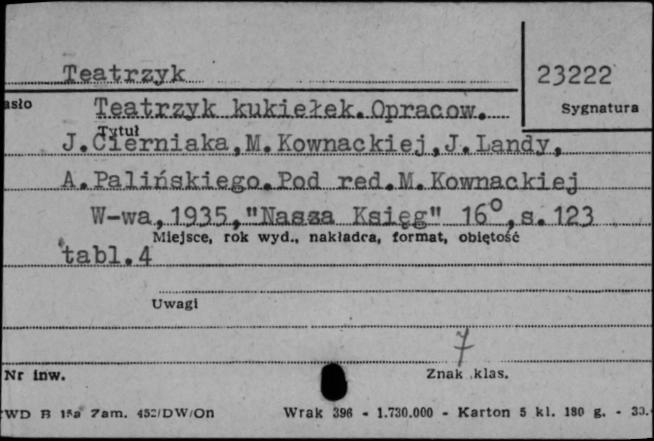 Teatrzyk
23222
asło
Sygnatura
Teatrzyk kukiełek.Opracow.
Tytuł
J.Cierniaka,M.Kownackiej,J.Landy,
A.Palińskiego.Pod red.M.Kownackiej
W-wa,1935,"Nasza Księg" 16°,s.123
Miejsce, rok wyd., nakładca, format, objętość
tabl.4
Uwagi
7
Nr inw.
Znak klas.
WD B 15a Zam. 452/DW/On Wrak 396 - 1.730.000 - Karton 5 kl. 180 g. - 33.